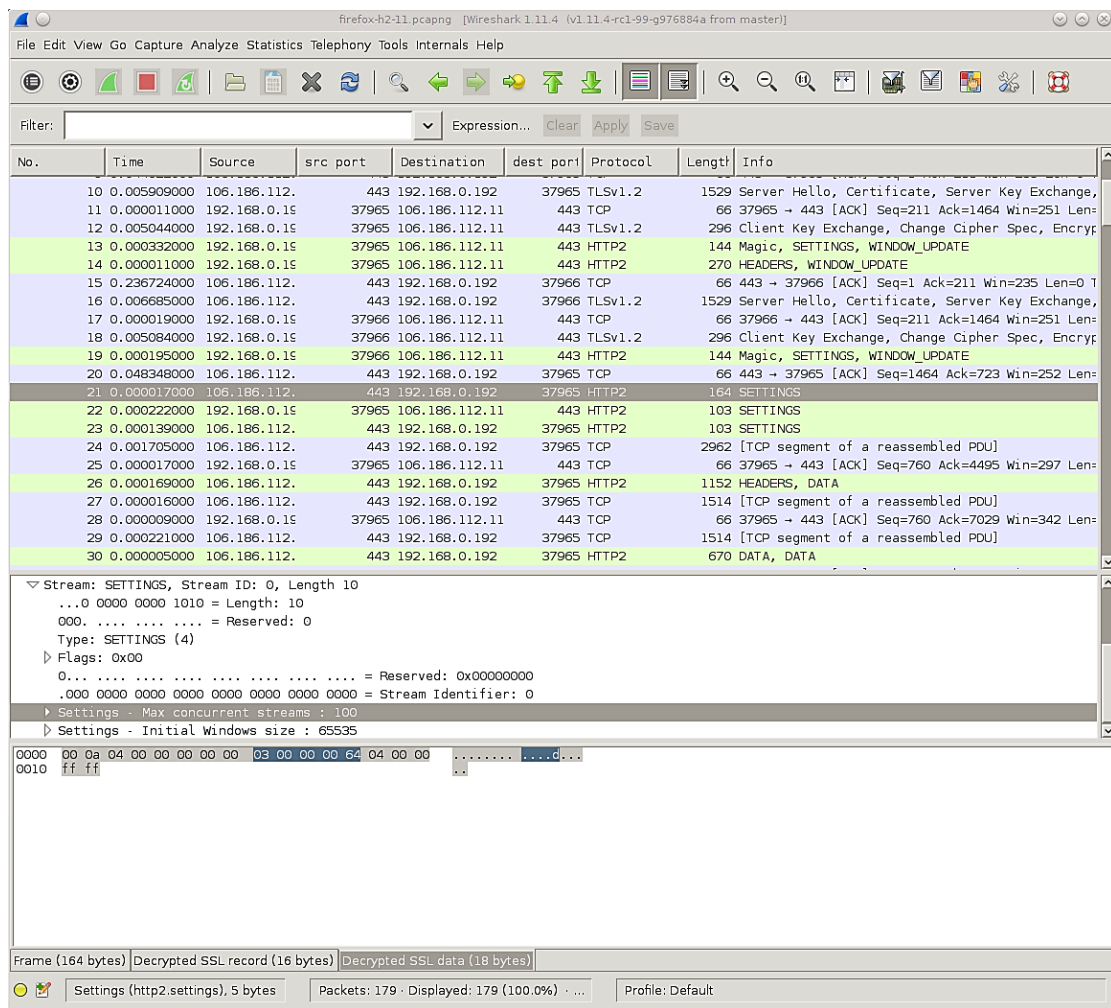 firefox-h2-11.pcapng [Wireshark 1.11.4 (v1.11.4-rc1-99-g976884a from master)]
File Edit View Go Capture Analyze Statistics Telephony Tools Internals Help
Filter: Expression... Clear Apply Save
No. Time Source src port Destination dest port Protocol Length Info
10 0.005909000 106.186.112. 443 192.168.0.192 37965 TLSv1.2 1529 Server Hello, Certificate, Server Key Exchange,
11 0.000011000 192.168.0.19 37965 106.186.112.11 443 TCP 66 37965 → 443 [ACK] Seq=211 Ack=1464 Win=251 Len=
12 0.005044000 192.168.0.19 37965 106.186.112.11 443 TLSv1.2 296 Client Key Exchange, Change Cipher Spec, Encryp
13 0.000332000 192.168.0.19 37965 106.186.112.11 443 HTTP2 144 Magic, SETTINGS, WINDOW_UPDATE
14 0.000011000 192.168.0.19 37965 106.186.112.11 443 HTTP2 270 HEADERS, WINDOW_UPDATE
15 0.236724000 106.186.112. 443 192.168.0.192 37966 TCP 66 443 → 37966 [ACK] Seq=1 Ack=211 Win=235 Len=0 T
16 0.006685000 106.186.112. 443 192.168.0.192 37966 TLSv1.2 1529 Server Hello, Certificate, Server Key Exchange,
17 0.000019000 192.168.0.19 37966 106.186.112.11 443 TCP 66 37966 → 443 [ACK] Seq=211 Ack=1464 Win=251 Len=
18 0.005084000 192.168.0.19 37966 106.186.112.11 443 TLSv1.2 296 Client Key Exchange, Change Cipher Spec, Encryp
19 0.000195000 192.168.0.19 37966 106.186.112.11 443 HTTP2 144 Magic, SETTINGS, WINDOW_UPDATE
20 0.048348000 106.186.112. 443 192.168.0.192 37965 TCP 66 443 → 37965 [ACK] Seq=1464 Ack=723 Win=252 Len=
21 0.000017000 106.186.112. 443 192.168.0.192 37965 HTTP2 164 SETTINGS
22 0.000222000 192.168.0.19 37965 106.186.112.11 443 HTTP2 103 SETTINGS
23 0.000139000 106.186.112. 443 192.168.0.192 37965 HTTP2 103 SETTINGS
24 0.001705000 106.186.112. 443 192.168.0.192 37965 TCP 2962 [TCP segment of a reassembled PDU]
25 0.000017000 192.168.0.19 37965 106.186.112.11 443 TCP 66 37965 → 443 [ACK] Seq=760 Ack=4495 Win=297 Len=
26 0.000169000 106.186.112. 443 192.168.0.192 37965 HTTP2 1152 HEADERS, DATA
27 0.000016000 106.186.112. 443 192.168.0.192 37965 TCP 1514 [TCP segment of a reassembled PDU]
28 0.000009000 192.168.0.19 37965 106.186.112.11 443 TCP 66 37965 → 443 [ACK] Seq=760 Ack=7029 Win=342 Len=
29 0.000221000 106.186.112. 443 192.168.0.192 37965 TCP 1514 [TCP segment of a reassembled PDU]
30 0.000005000 106.186.112. 443 192.168.0.192 37965 HTTP2 670 DATA, DATA
Stream: SETTINGS, Stream ID: 0, Length 10
...0 0000 0000 1010 = Length: 10
000. .... .... .... = Reserved: 0
Type: SETTINGS (4)
Flags: 0x00
0... .... .... .... .... .... .... .... = Reserved: 0x00000000
.000 0000 0000 0000 0000 0000 0000 0000 = Stream Identifier: 0
Settings - Max concurrent streams : 100
Settings - Initial Windows size : 65535
0000 00 0a 04 00 00 00 00 00 03 00 00 00 64 04 00 00 ........ ....d...
0010 ff ff ..
Frame (164 bytes) Decrypted SSL record (16 bytes) Decrypted SSL data (18 bytes)
Settings (http2.settings), 5 bytes Packets: 179 · Displayed: 179 (100.0%) · ... Profile: Default